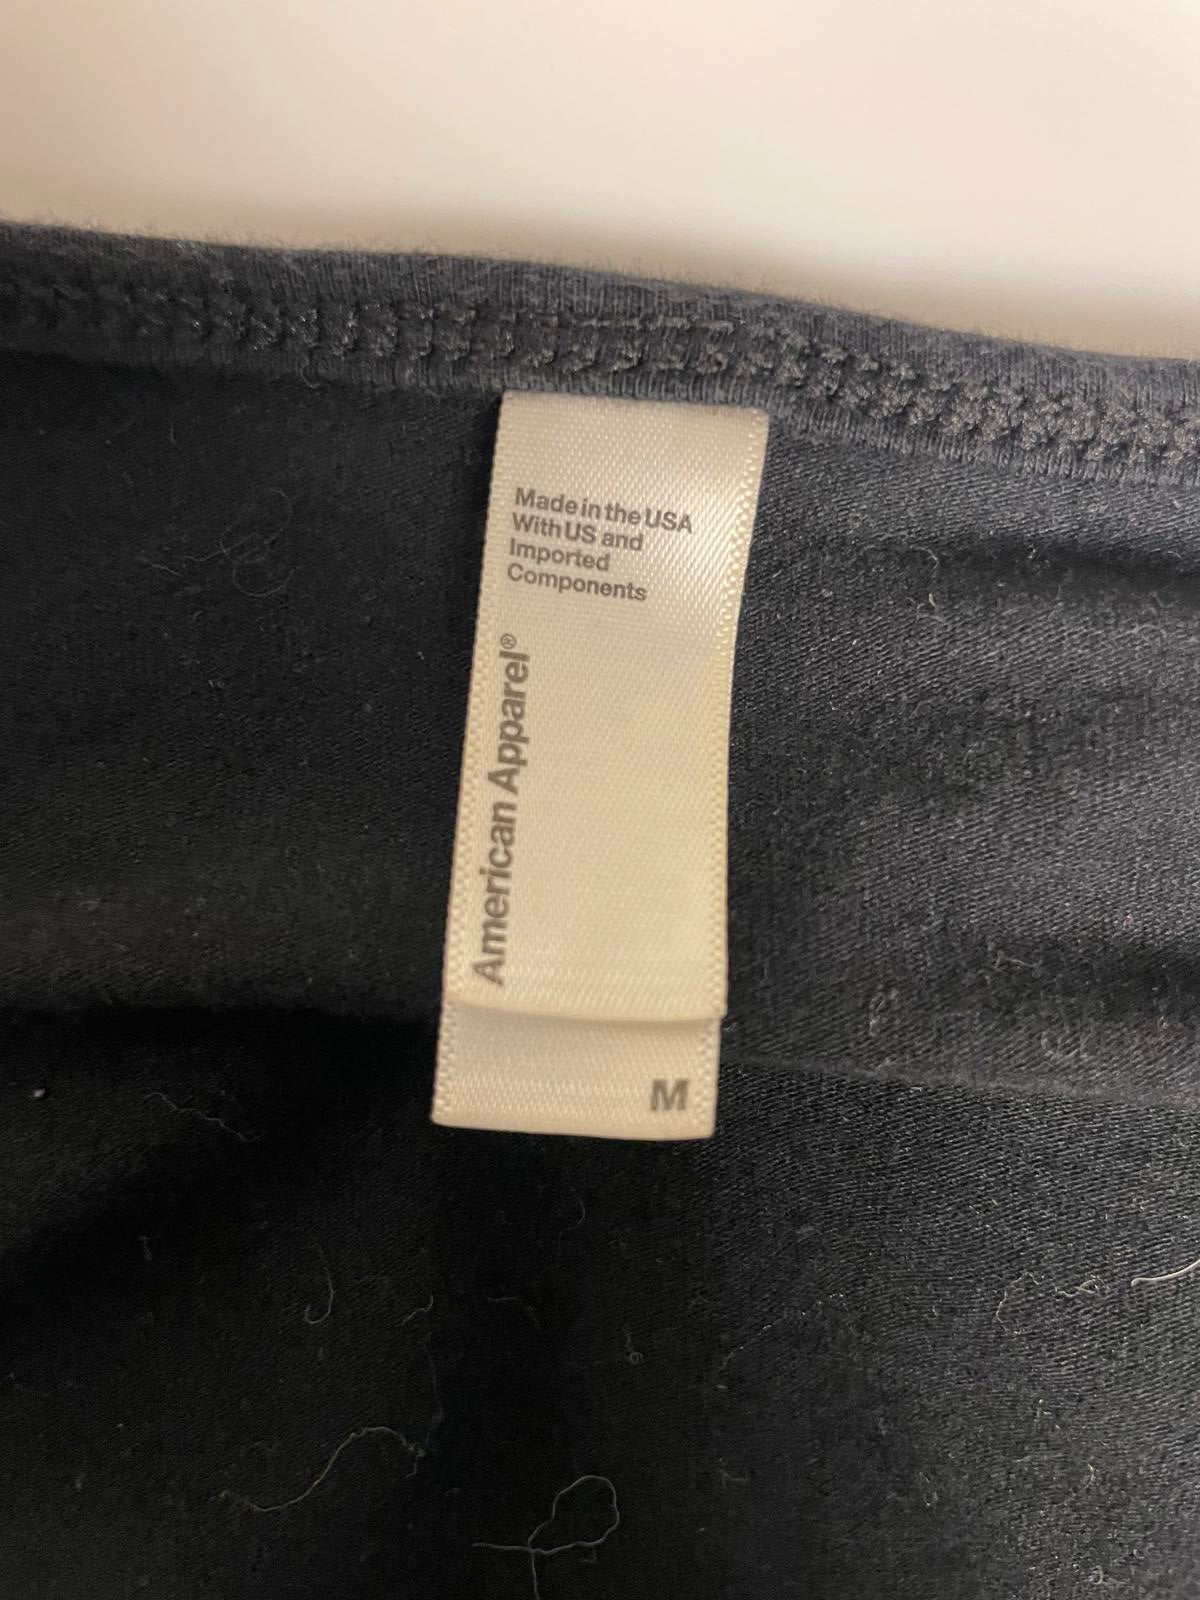 Made in the USA
With US and
Imported
Components
American Apparel®
M